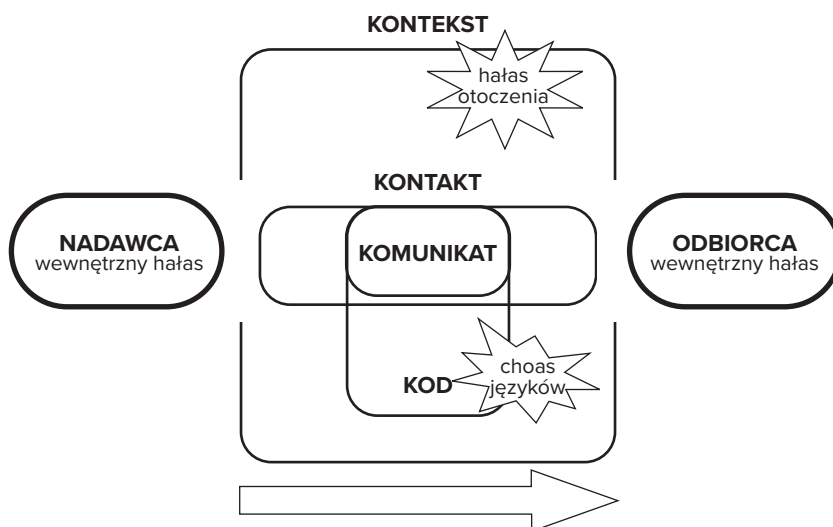 KONTEKST
hałas
otoczenia
KONTAKT
NADAWCA
wewnętrzny hałas
KOMUNIKAT
ODBIORCA
wewnętrzny hałas
KOD
choas
języków